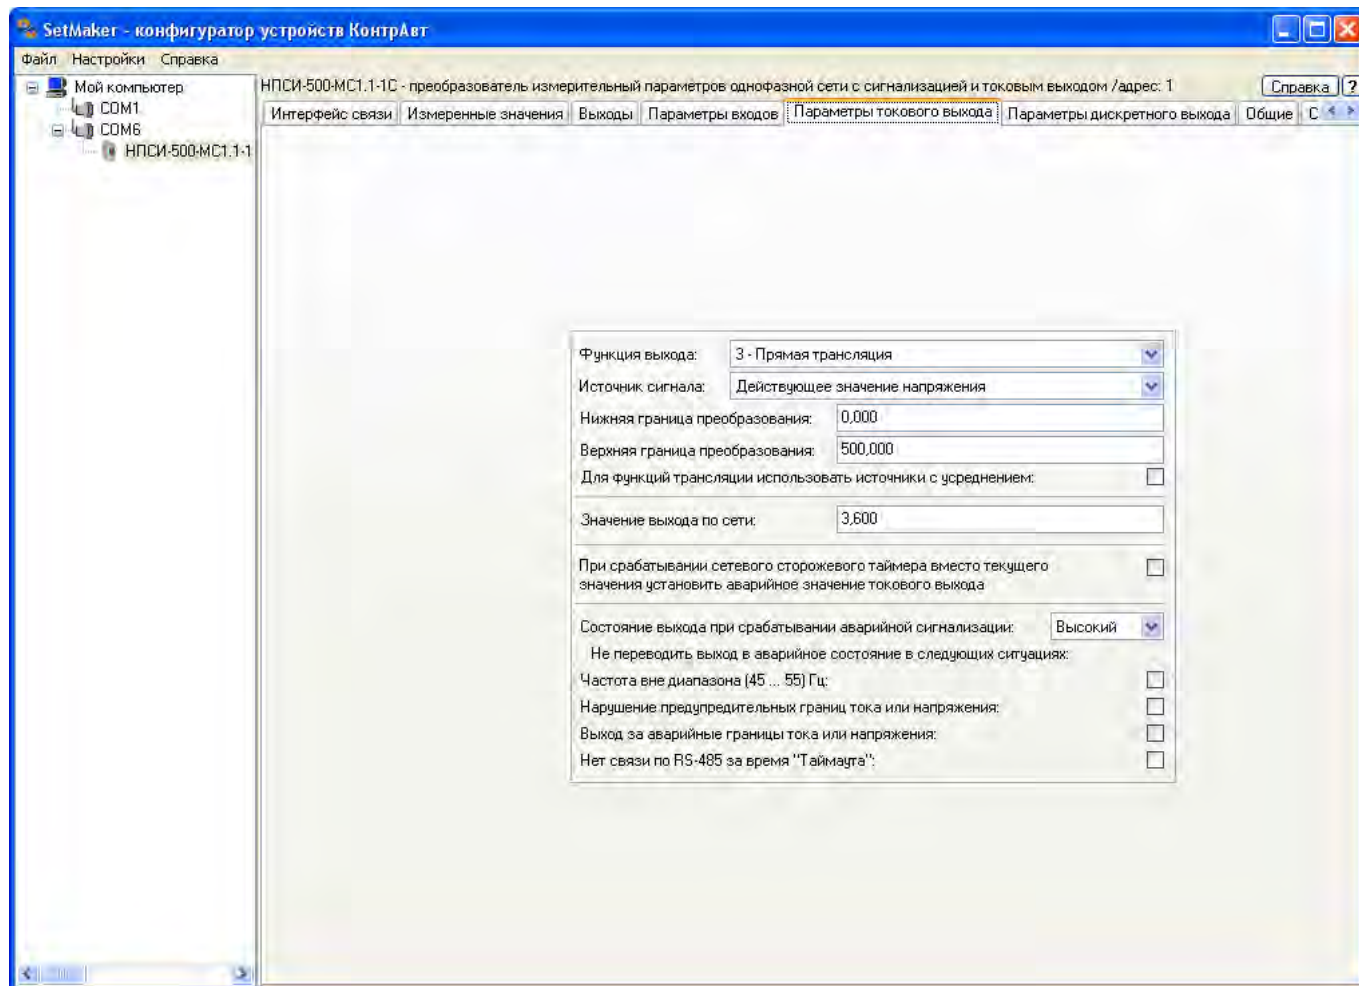 SetMaker - конфигуратор устройств КонтрАвт
Файл Настройки Справка
Мой компьютер
COM1
COM6
НПСИ-500-МС1.1-1
НПСИ-500-МС1.1-1С - преобразователь измерительный параметров однофазной сети с сигнализацией и токовым выходом /адрес: 1
Справка ?
Интерфейс связи Измеренные значения Выходы Параметры входов Параметры токового выхода Параметры дискретного выхода Общие С
Функция выхода: 3 - Прямая трансляция
Источник сигнала: Действующее значение напряжения
Нижняя граница преобразования: 0,000
Верхняя граница преобразования: 500,000
Для функций трансляции использовать источники с усреднением:
Значение выхода по сети: 3,600
При срабатывании сетевого сторожевого таймера вместо текущего
значения установить аварийное значение токового выхода
Состояние выхода при срабатывании аварийной сигнализации: Высокий
Не переводить выход в аварийное состояние в следующих ситуациях:
Частота вне диапазона (45 ... 55) Гц:
Нарушение предупредительных границ тока или напряжения:
Выход за аварийные границы тока или напряжения:
Нет связи по RS-485 за время "Таймаута":